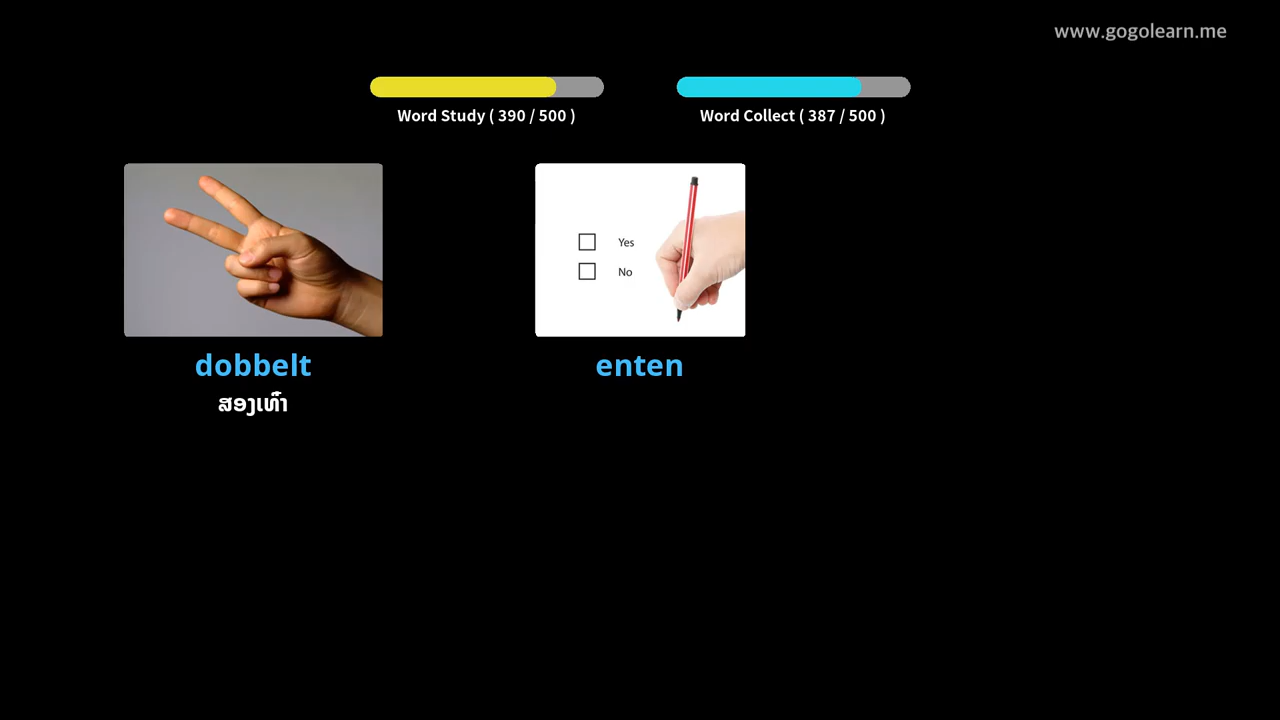 www.gogolearn.me
Word Study ( 390 / 500 )
Word Collect ( 387 / 500 )
Yes
No
dobbelt
enten
ສອງເທົ່າ